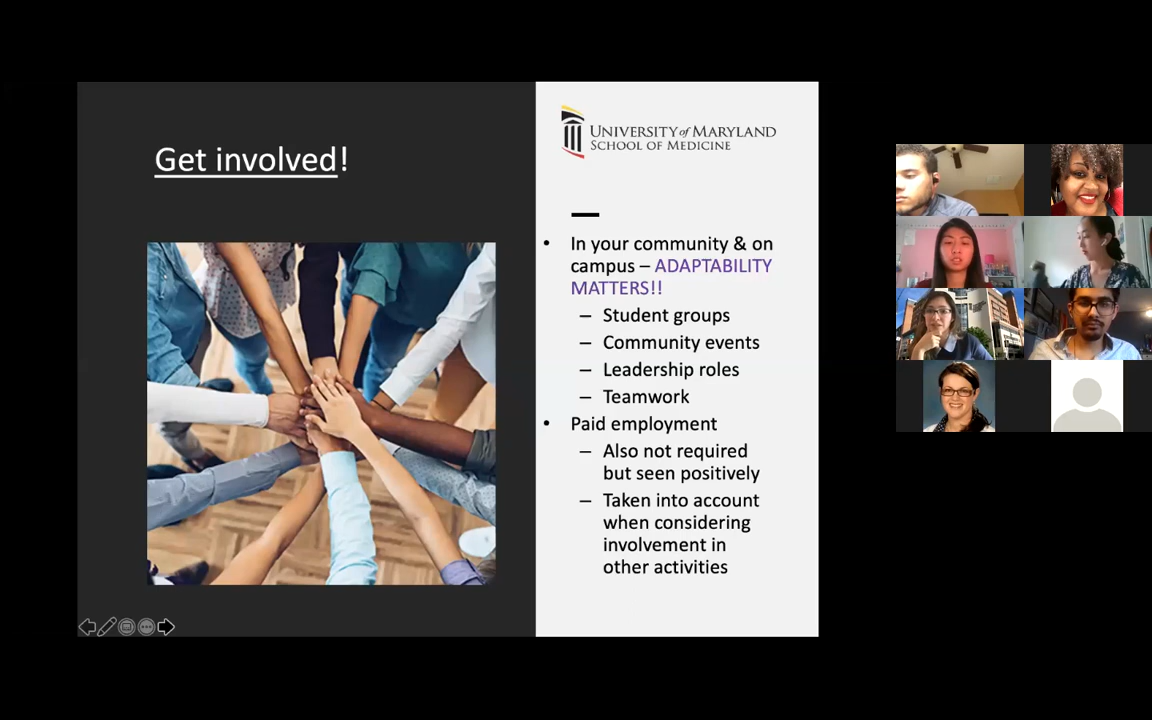 Get involved!
UNIVERSITY of MARYLAND
SCHOOL OF MEDICINE
• In your community & on
campus – ADAPTABILITY
MATTERS!!
– Student groups
– Community events
– Leadership roles
– Teamwork
• Paid employment
– Also not required
but seen positively
– Taken into account
when considering
involvement in
other activities